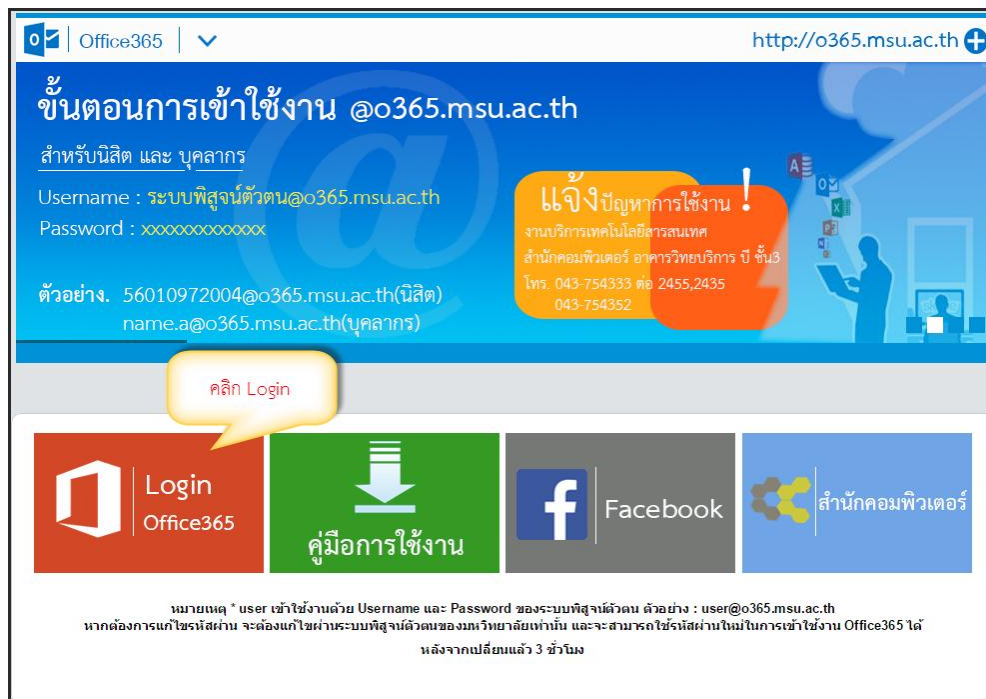 Office365
http://o365.msu.ac.th
ขั้นตอนการเข้าใช้งาน @o365.msu.ac.th
สำหรับนิสิต และ บุคลากร
Username : ระบบพิสูจน์ตัวตน@o365.msu.ac.th
Password : xxxxxxxxxxxxx
ตัวอย่าง. 56010972004@o365.msu.ac.th(นิสิต)
name.a@o365.msu.ac.th(บุคลากร)
แจ้งปัญหาการใช้งาน !
งานบริการเทคโนโลยีสารสนเทศ
สำนักคอมพิวเตอร์ อาคารวิทยบริการ บี ชั้น3
โทร. 043-754333 ต่อ 2455,2435
043-754352
คลิก Login
Login
Office365
คู่มือการใช้งาน
Facebook
สำนักคอมพิวเตอร์
หมายเหตุ * user เข้าใช้งานด้วย Username และ Password ของระบบพิสูจน์ตัวตน ตัวอย่าง : user@o365.msu.ac.th
หากต้องการแก้ไขรหัสผ่าน จะต้องแก้ไขผ่านระบบพิสูจน์ตัวตนของมหาวิทยาลัยเท่านั้น และจะสามารถใช้รหัสผ่านใหม่ในการเข้าใช้งาน Office365 ได้
หลังจากเปลี่ยนแล้ว 3 ชั่วโมง